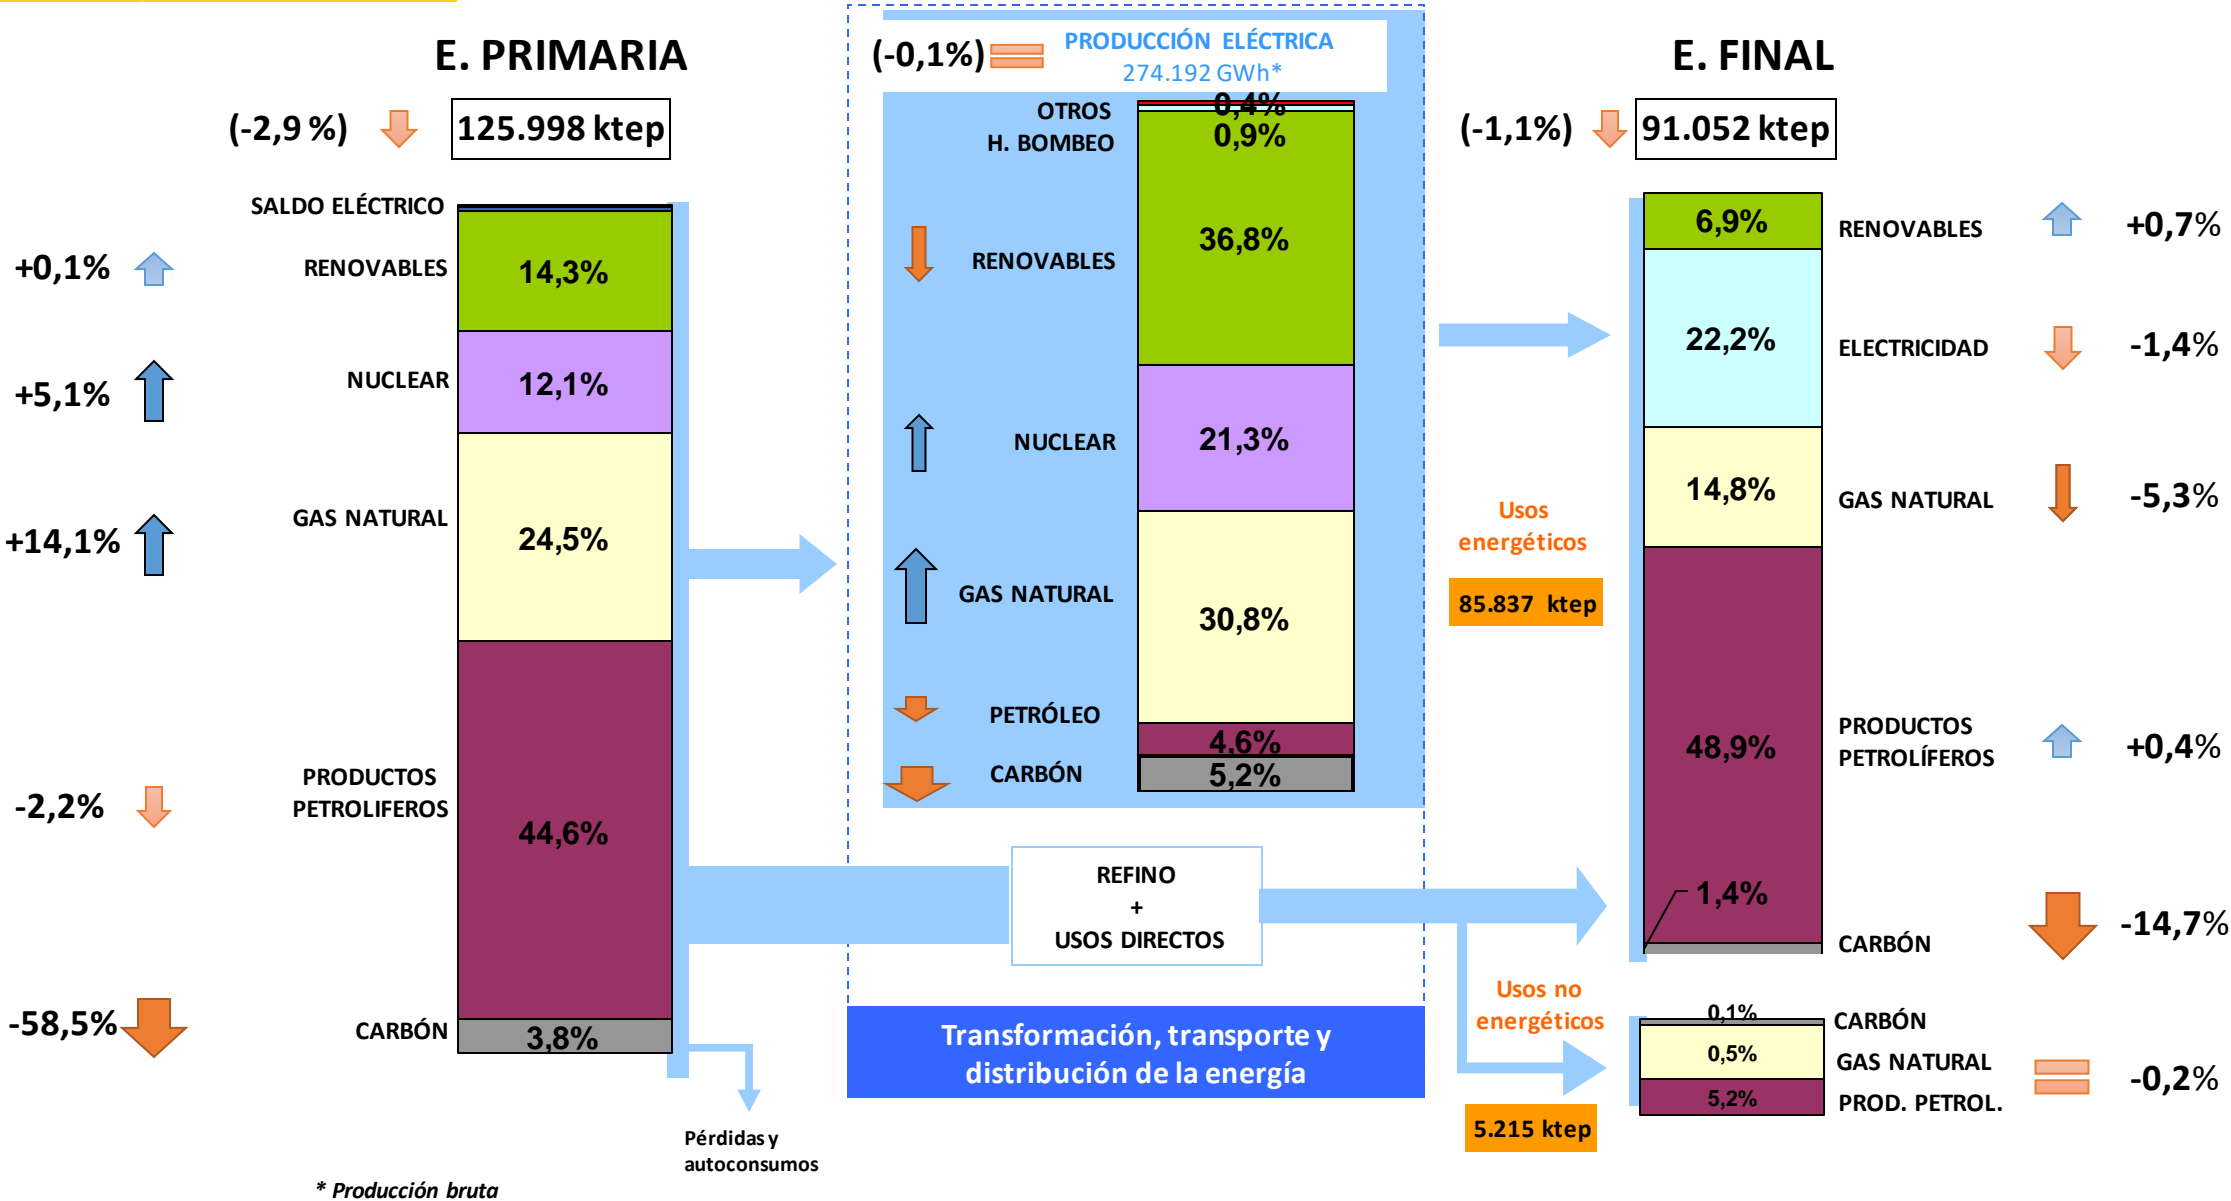 E. PRIMARIA
(-2,9 %)
125.998 ktep
SALDO ELÉCTRICO
+0,1%
RENOVABLES
14,3%
+5,1%
NUCLEAR
12,1%
+14,1%
GAS NATURAL
24,5%
-2,2%
PRODUCTOS
PETROLIFEROS
44,6%
-58,5%
CARBÓN
3,8%
Pérdidas y
autoconsumos
* Producción bruta
(-0,1%)
PRODUCCIÓN ELÉCTRICA
274.192 GWh*
OTROS
0,4%
H. BOMBEO
0,9%
RENOVABLES
36,8%
NUCLEAR
21,3%
GAS NATURAL
30,8%
PETRÓLEO
4,6%
CARBÓN
5,2%
REFINO
+
USOS DIRECTOS
Transformación, transporte y
distribución de la energía
E. FINAL
(-1,1%)
91.052 ktep
6,9%
RENOVABLES
+0,7%
22,2%
ELECTRICIDAD
-1,4%
Usos
energéticos
85.837 ktep
14,8%
GAS NATURAL
-5,3%
48,9%
PRODUCTOS
PETROLÍFEROS
+0,4%
1,4%
CARBÓN
-14,7%
Usos no
energéticos
5.215 ktep
0,1%
CARBÓN
0,5%
GAS NATURAL
5,2%
PROD. PETROL.
-0,2%